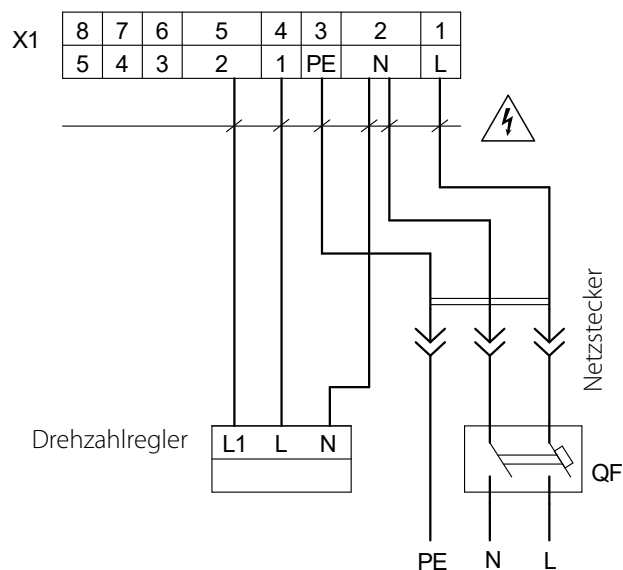 X1
8 7 6 5 4 3 2 1
5 4 3 2 1 PE N L
Netzstecker
Drehzahlregler
L1 L N
QF
PE N L